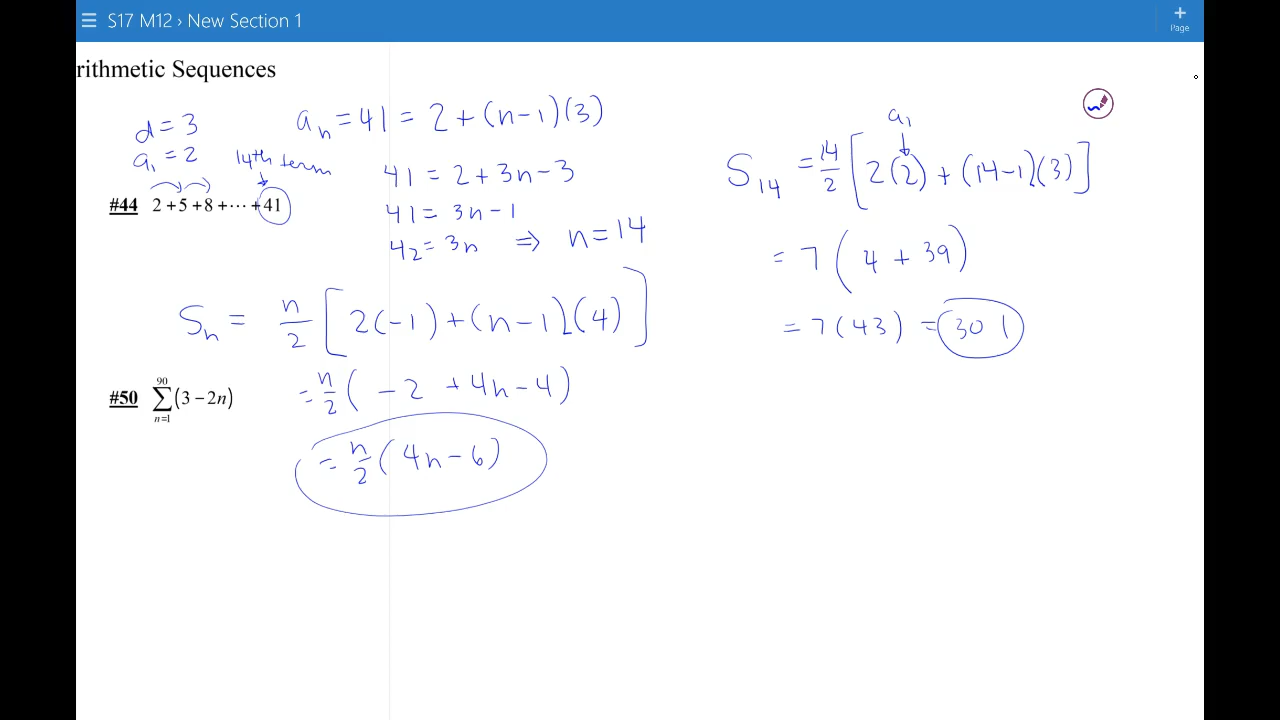 S17 M12 › New Section 1
+
Page
rithmetic Sequences
d = 3
a₁ = 2
14th term
#44 2 + 5 + 8 + ⋯ + 41
aₙ = 41 = 2 + (n-1)(3)
41 = 2 + 3n - 3
41 = 3n - 1
42 = 3n ⇒ n = 14
Sₙ = n/2 [2(-1) + (n-1)(4)]
= n/2 (-2 + 4n - 4)
= n/2 (4n - 6)
#50 ∑_{n=1}^{90} (3 - 2n)
a₁
↓
S₁₄ = 14/2 [2(2) + (14-1)(3)]
= 7 (4 + 39)
= 7(43) = 301